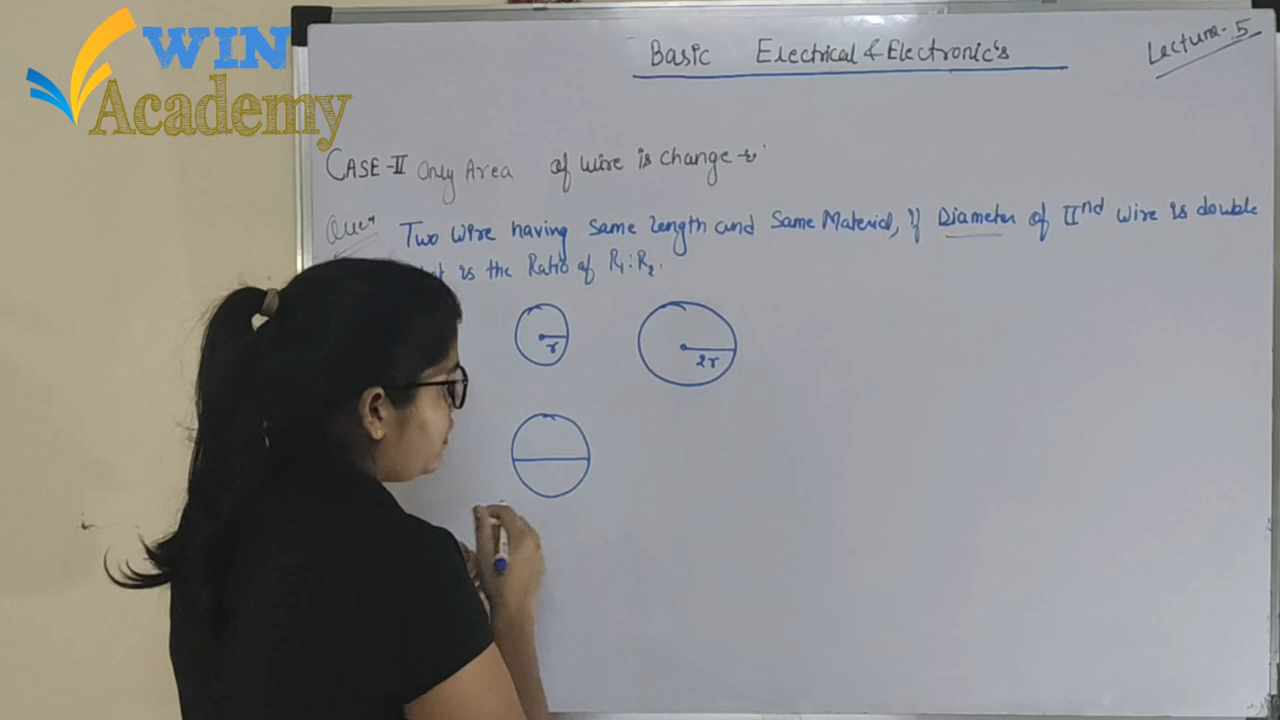 WIN
Academy
Basic Electrical & Electronic's
Lecture-5
CASE-II Only Area of wire is change
Que
Two wire having same length and same Material, if Diameter of IInd wire is double
is the Ratio of R1:R2.
r
2r